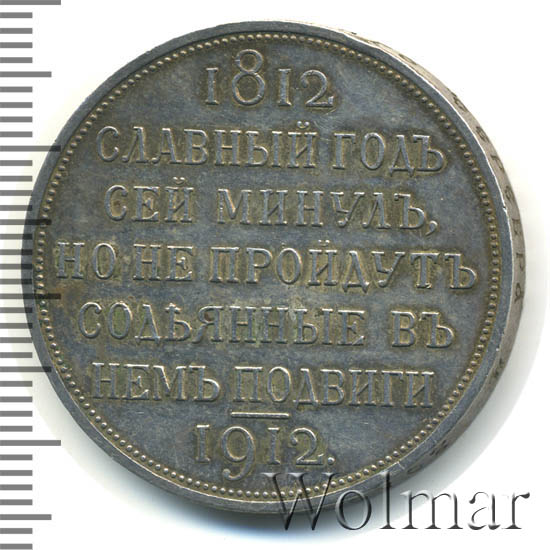 1812
СЛАВНЫЙ ГОДЪ
СЕЙ МИНУЛЪ,
НО НЕ ПРОЙДУТЪ
СОДѢЯННЫЕ ВЪ
НЕМЪ ПОДВИГИ
1912.
Wolmar